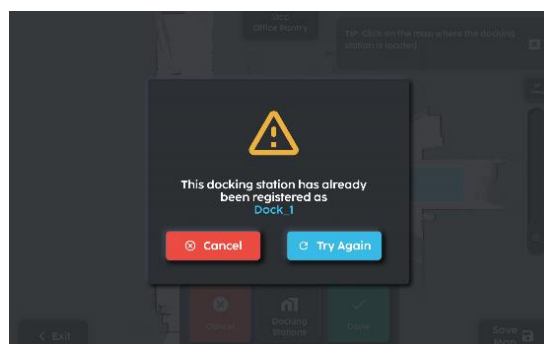 Office Pantry
TIP: Click on the map where the docking
station is located
This docking station has already
been registered as
Dock_1
Cancel
Try Again
Cancel
Docking
Stations
Done
Exit
Save
Map